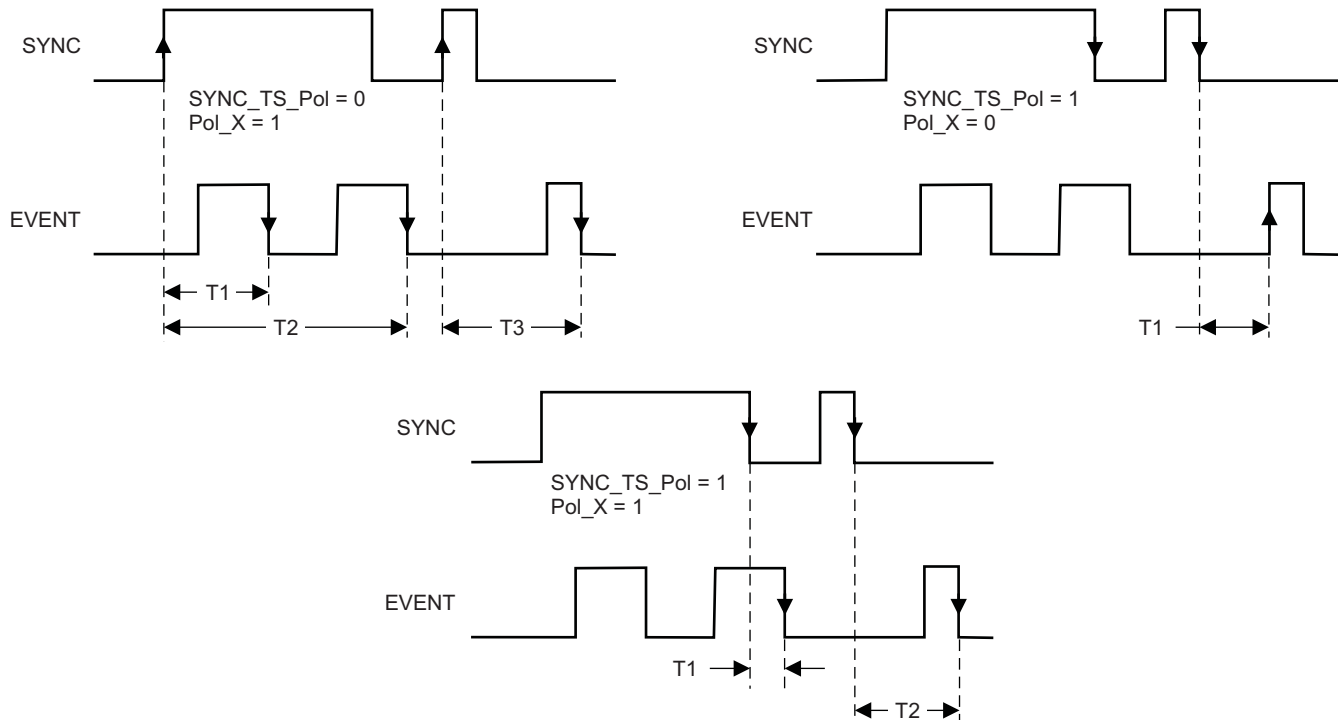 SYNC
SYNC_TS_Pol = 0
Pol_X = 1
EVENT
T1
T2
T3
SYNC
SYNC_TS_Pol = 1
Pol_X = 0
T1
SYNC
SYNC_TS_Pol = 1
Pol_X = 1
EVENT
T1
T2